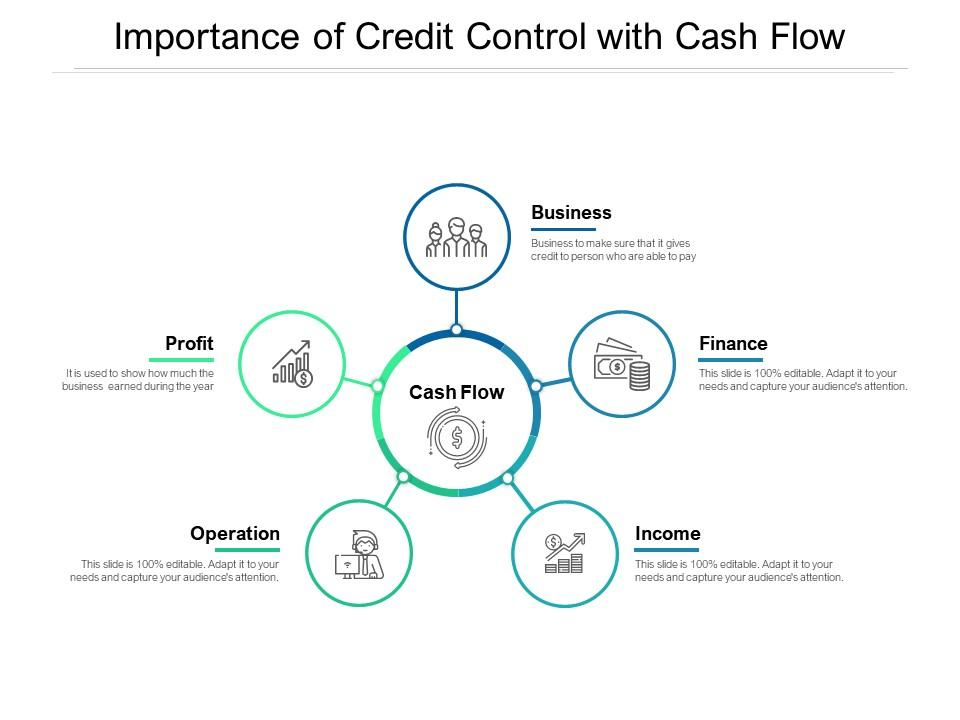 Importance of Credit Control with Cash Flow
Business
Business to make sure that it gives
credit to person who are able to pay
Profit
It is used to show how much the
business earned during the year
Finance
This slide is 100% editable. Adapt it to your
needs and capture your audience's attention.
Cash Flow
Operation
This slide is 100% editable. Adapt it to your
needs and capture your audience's attention.
Income
This slide is 100% editable. Adapt it to your
needs and capture your audience's attention.